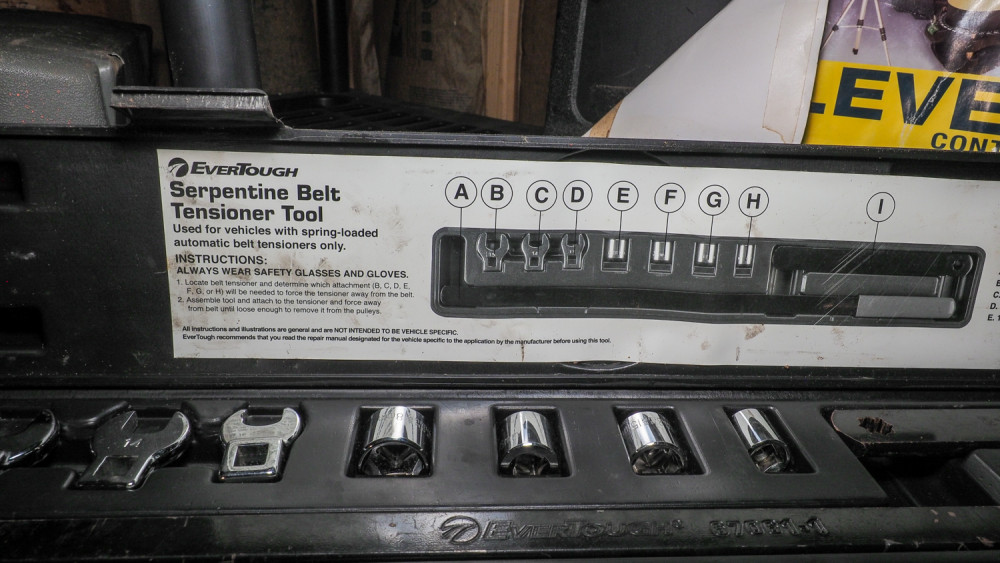 LEVE
CONT
EVERTOUGH
Serpentine Belt
Tensioner Tool
Used for vehicles with spring-loaded
automatic belt tensioners only.
INSTRUCTIONS:
ALWAYS WEAR SAFETY GLASSES AND GLOVES.
1. Locate belt tensioner and determine which attachment (B, C, D, E,
F, G, or H) will be needed to force the tensioner away from the belt.
2. Assemble tool and attach to the tensioner and force away
from belt until loose enough to remove it from the pulleys.
All instructions and illustrations are general and are NOT INTENDED TO BE VEHICLE SPECIFIC.
EverTough recommends that you read the repair manual designated for the vehicle specific to the application by the manufacturer before using this tool.
A B C D E F G H I
C.
D.
E. 1
14
EVERTOUGH